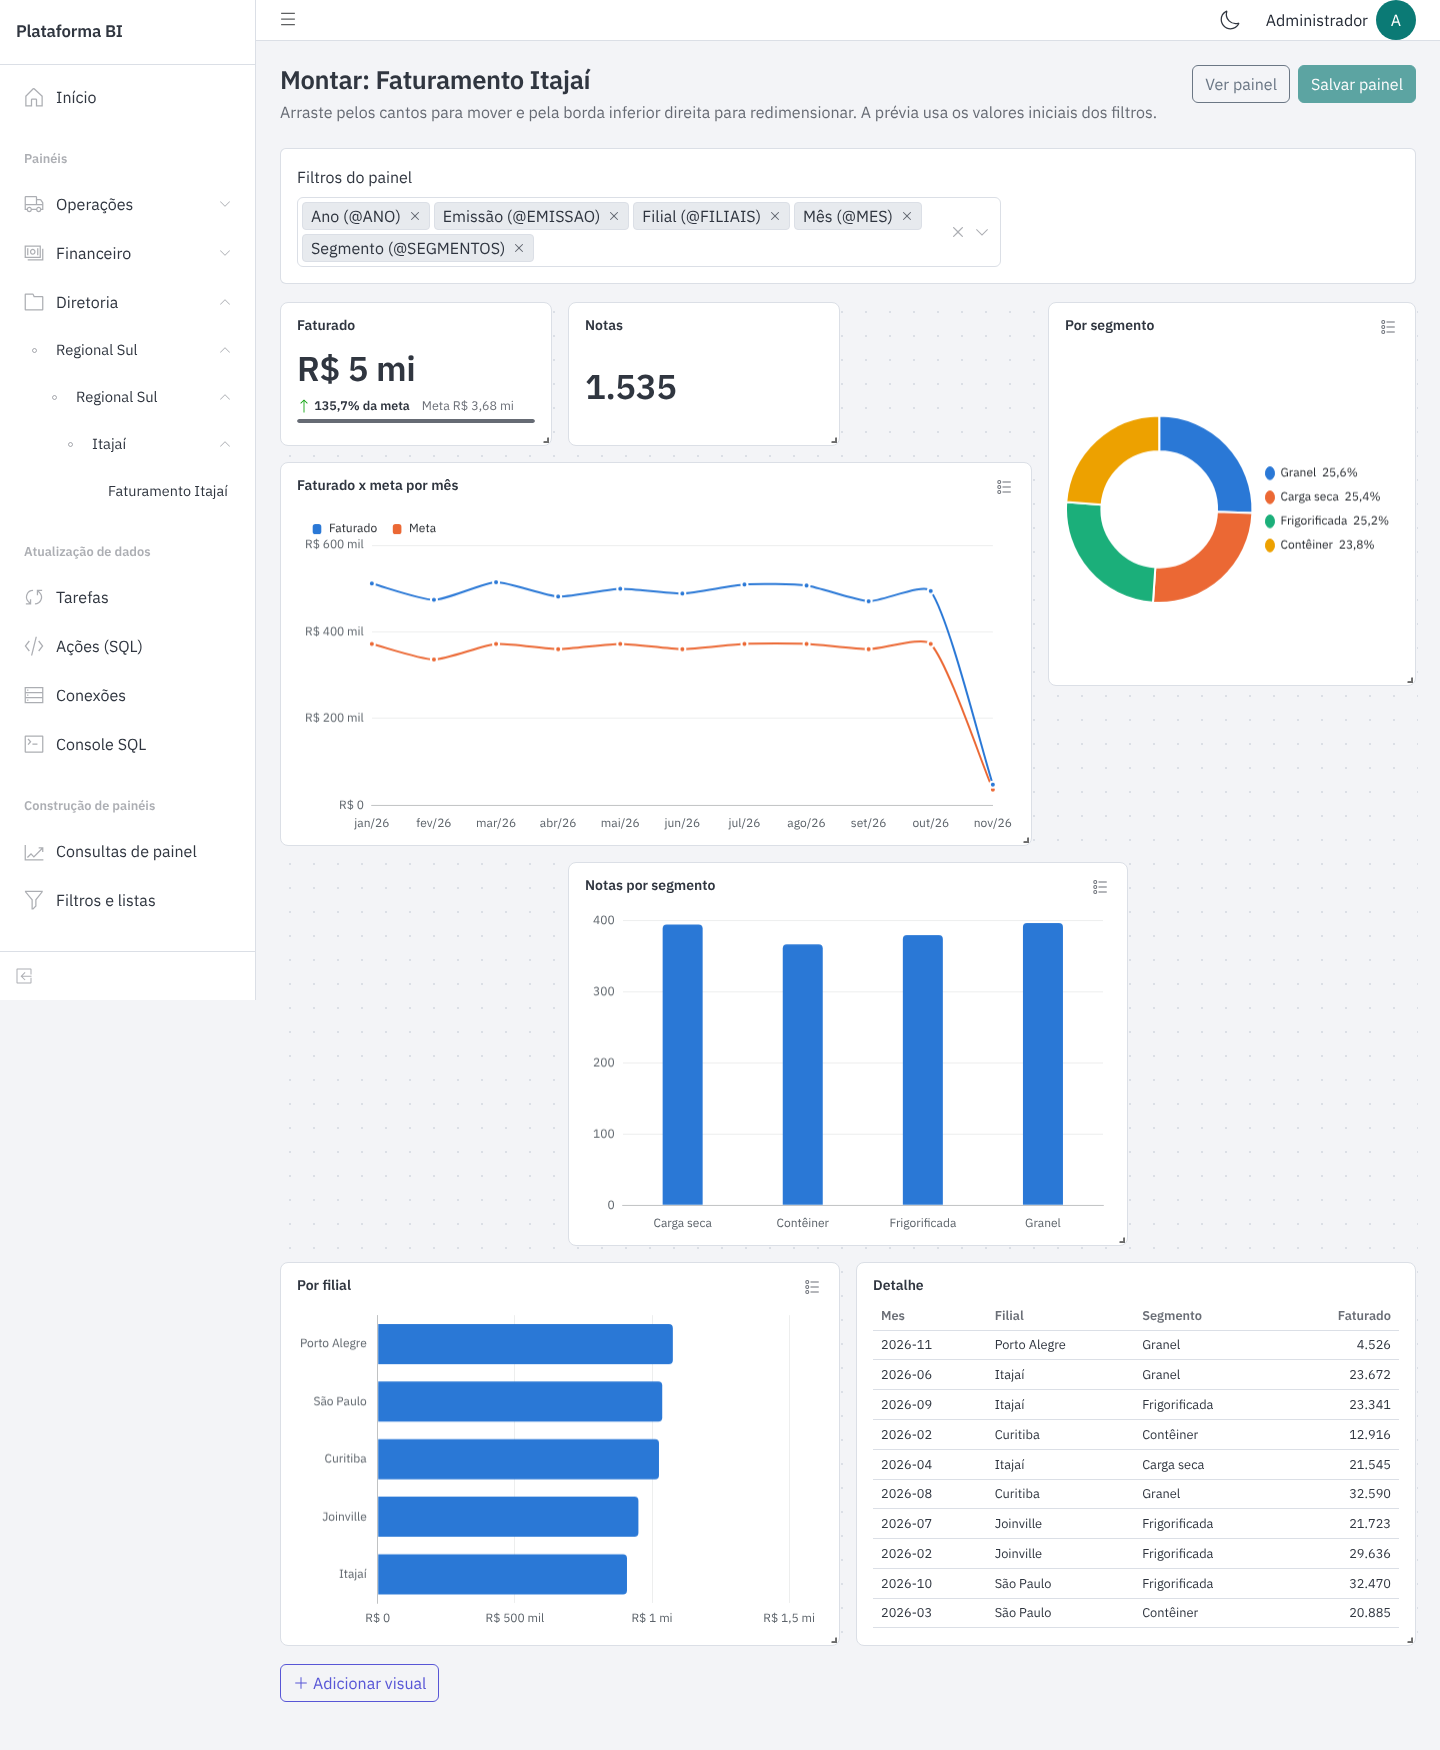 Plataforma BI
Administrador
A
Início
Painéis
Operações
Financeiro
Diretoria
Regional Sul
Regional Sul
Itajaí
Faturamento Itajaí
Atualização de dados
Tarefas
Ações (SQL)
Conexões
Console SQL
Construção de painéis
Consultas de painel
Filtros e listas
Montar: Faturamento Itajaí
Arraste pelos cantos para mover e pela borda inferior direita para redimensionar. A prévia usa os valores iniciais dos filtros.
Ver painel
Salvar painel
Filtros do painel
Ano (@ANO)
Emissão (@EMISSAO)
Filial (@FILIAIS)
Mês (@MES)
Segmento (@SEGMENTOS)
Faturado
R$ 5 mi
135,7% da meta Meta R$ 3,68 mi
Notas
1.535
Por segmento
Granel 25,6%
Carga seca 25,4%
Frigorificada 25,2%
Contêiner 23,8%
Faturado x meta por mês
Faturado Meta
R$ 600 mil
R$ 400 mil
R$ 200 mil
R$ 0
jan/26 fev/26 mar/26 abr/26 mai/26 jun/26 jul/26 ago/26 set/26 out/26 nov/26
Notas por segmento
400
300
200
100
0
Carga seca Contêiner Frigorificada Granel
Por filial
Porto Alegre
São Paulo
Curitiba
Joinville
Itajaí
R$ 0 R$ 500 mil R$ 1 mi R$ 1,5 mi
Detalhe
Mes Filial Segmento Faturado
2026-11 Porto Alegre Granel 4.526
2026-06 Itajaí Granel 23.672
2026-09 Itajaí Frigorificada 23.341
2026-02 Curitiba Contêiner 12.916
2026-04 Itajaí Carga seca 21.545
2026-08 Curitiba Granel 32.590
2026-07 Joinville Frigorificada 21.723
2026-02 Joinville Frigorificada 29.636
2026-10 São Paulo Frigorificada 32.470
2026-03 São Paulo Contêiner 20.885
Adicionar visual